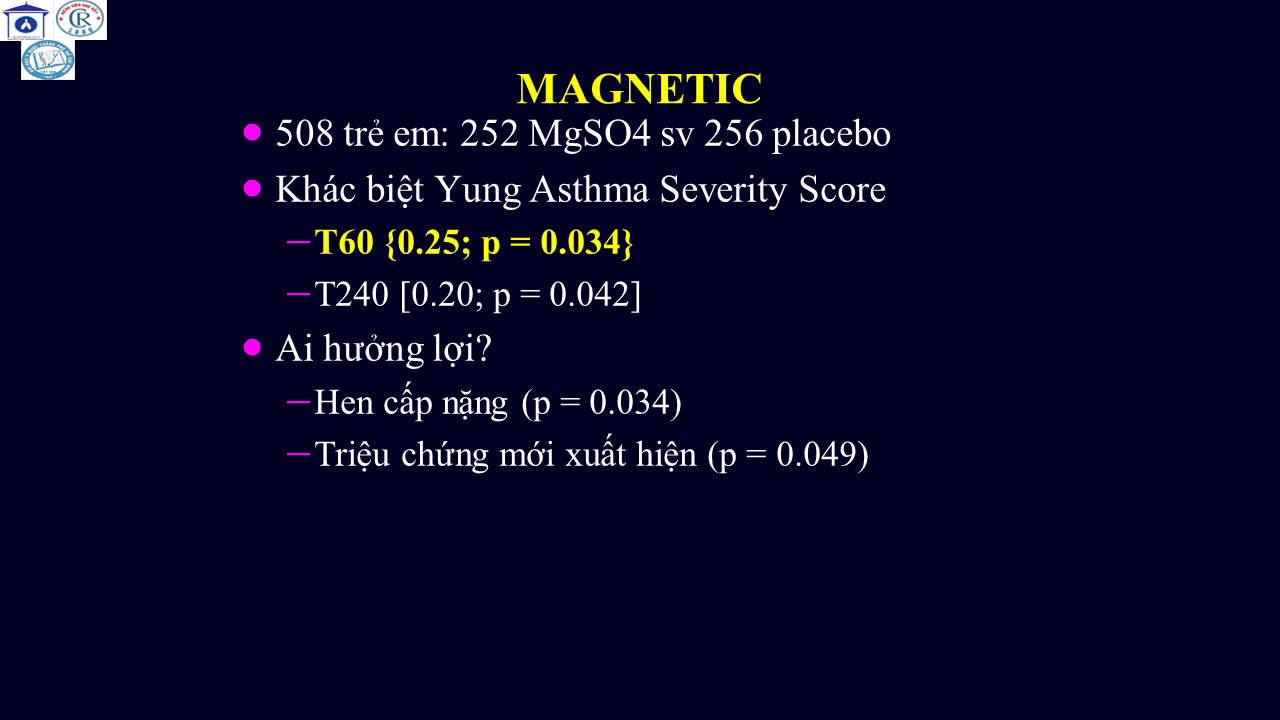 MAGNETIC
508 trẻ em: 252 MgSO4 sv 256 placebo
Khác biệt Yung Asthma Severity Score
–T60 {0.25; p = 0.034}
–T240 [0.20; p = 0.042]
Ai hưởng lợi?
–Hen cấp nặng (p = 0.034)
–Triệu chứng mới xuất hiện (p = 0.049)